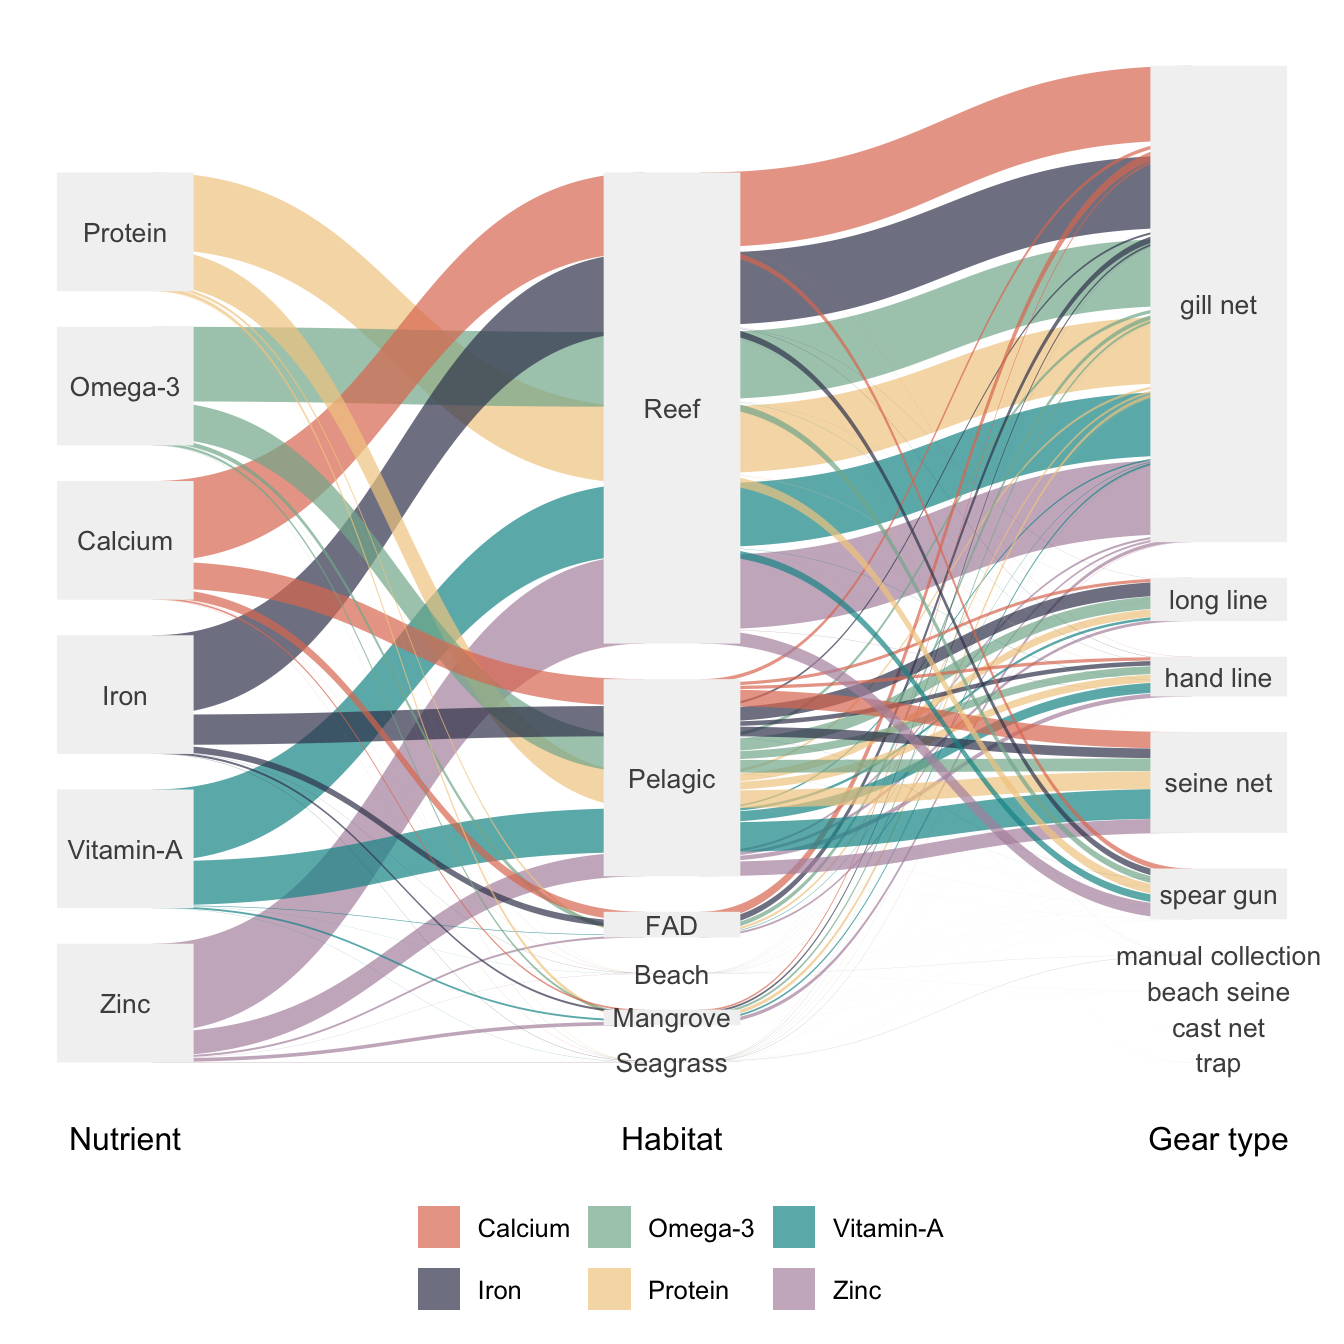 Protein
Omega-3
Calcium
Iron
Vitamin-A
Zinc
Reef
Pelagic
FAD
Beach
Mangrove
Seagrass
gill net
long line
hand line
seine net
spear gun
manual collection
beach seine
cast net
trap
Nutrient
Habitat
Gear type
Calcium
Omega-3
Vitamin-A
Iron
Protein
Zinc